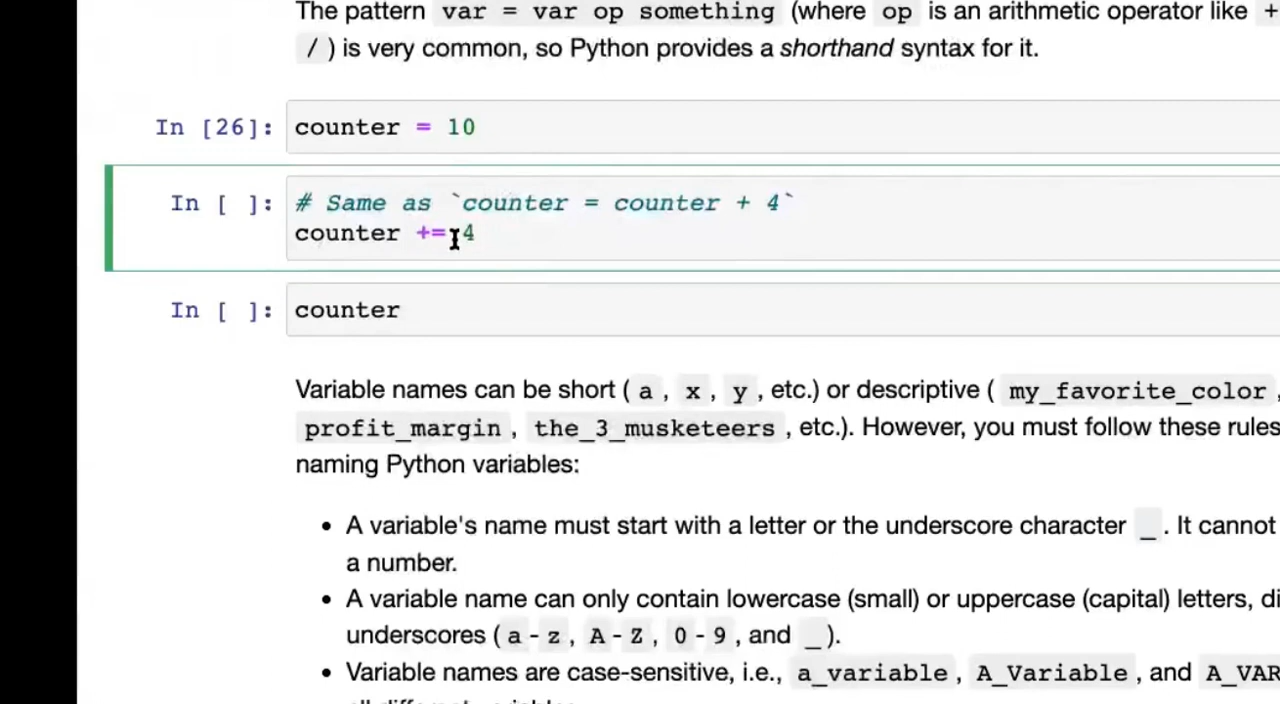 The pattern var = var op something (where op is an arithmetic operator like +
/ ) is very common, so Python provides a shorthand syntax for it.
In [26]: counter = 10
In [ ]: # Same as `counter = counter + 4`
counter += 4
In [ ]: counter
Variable names can be short ( a , x , y , etc.) or descriptive ( my_favorite_color ,
profit_margin , the_3_musketeers , etc.). However, you must follow these rules
naming Python variables:
• A variable's name must start with a letter or the underscore character _ . It cannot
a number.
• A variable name can only contain lowercase (small) or uppercase (capital) letters, di
underscores ( a - z , A - Z , 0 - 9 , and _ ).
• Variable names are case-sensitive, i.e., a_variable , A_Variable , and A_VAR